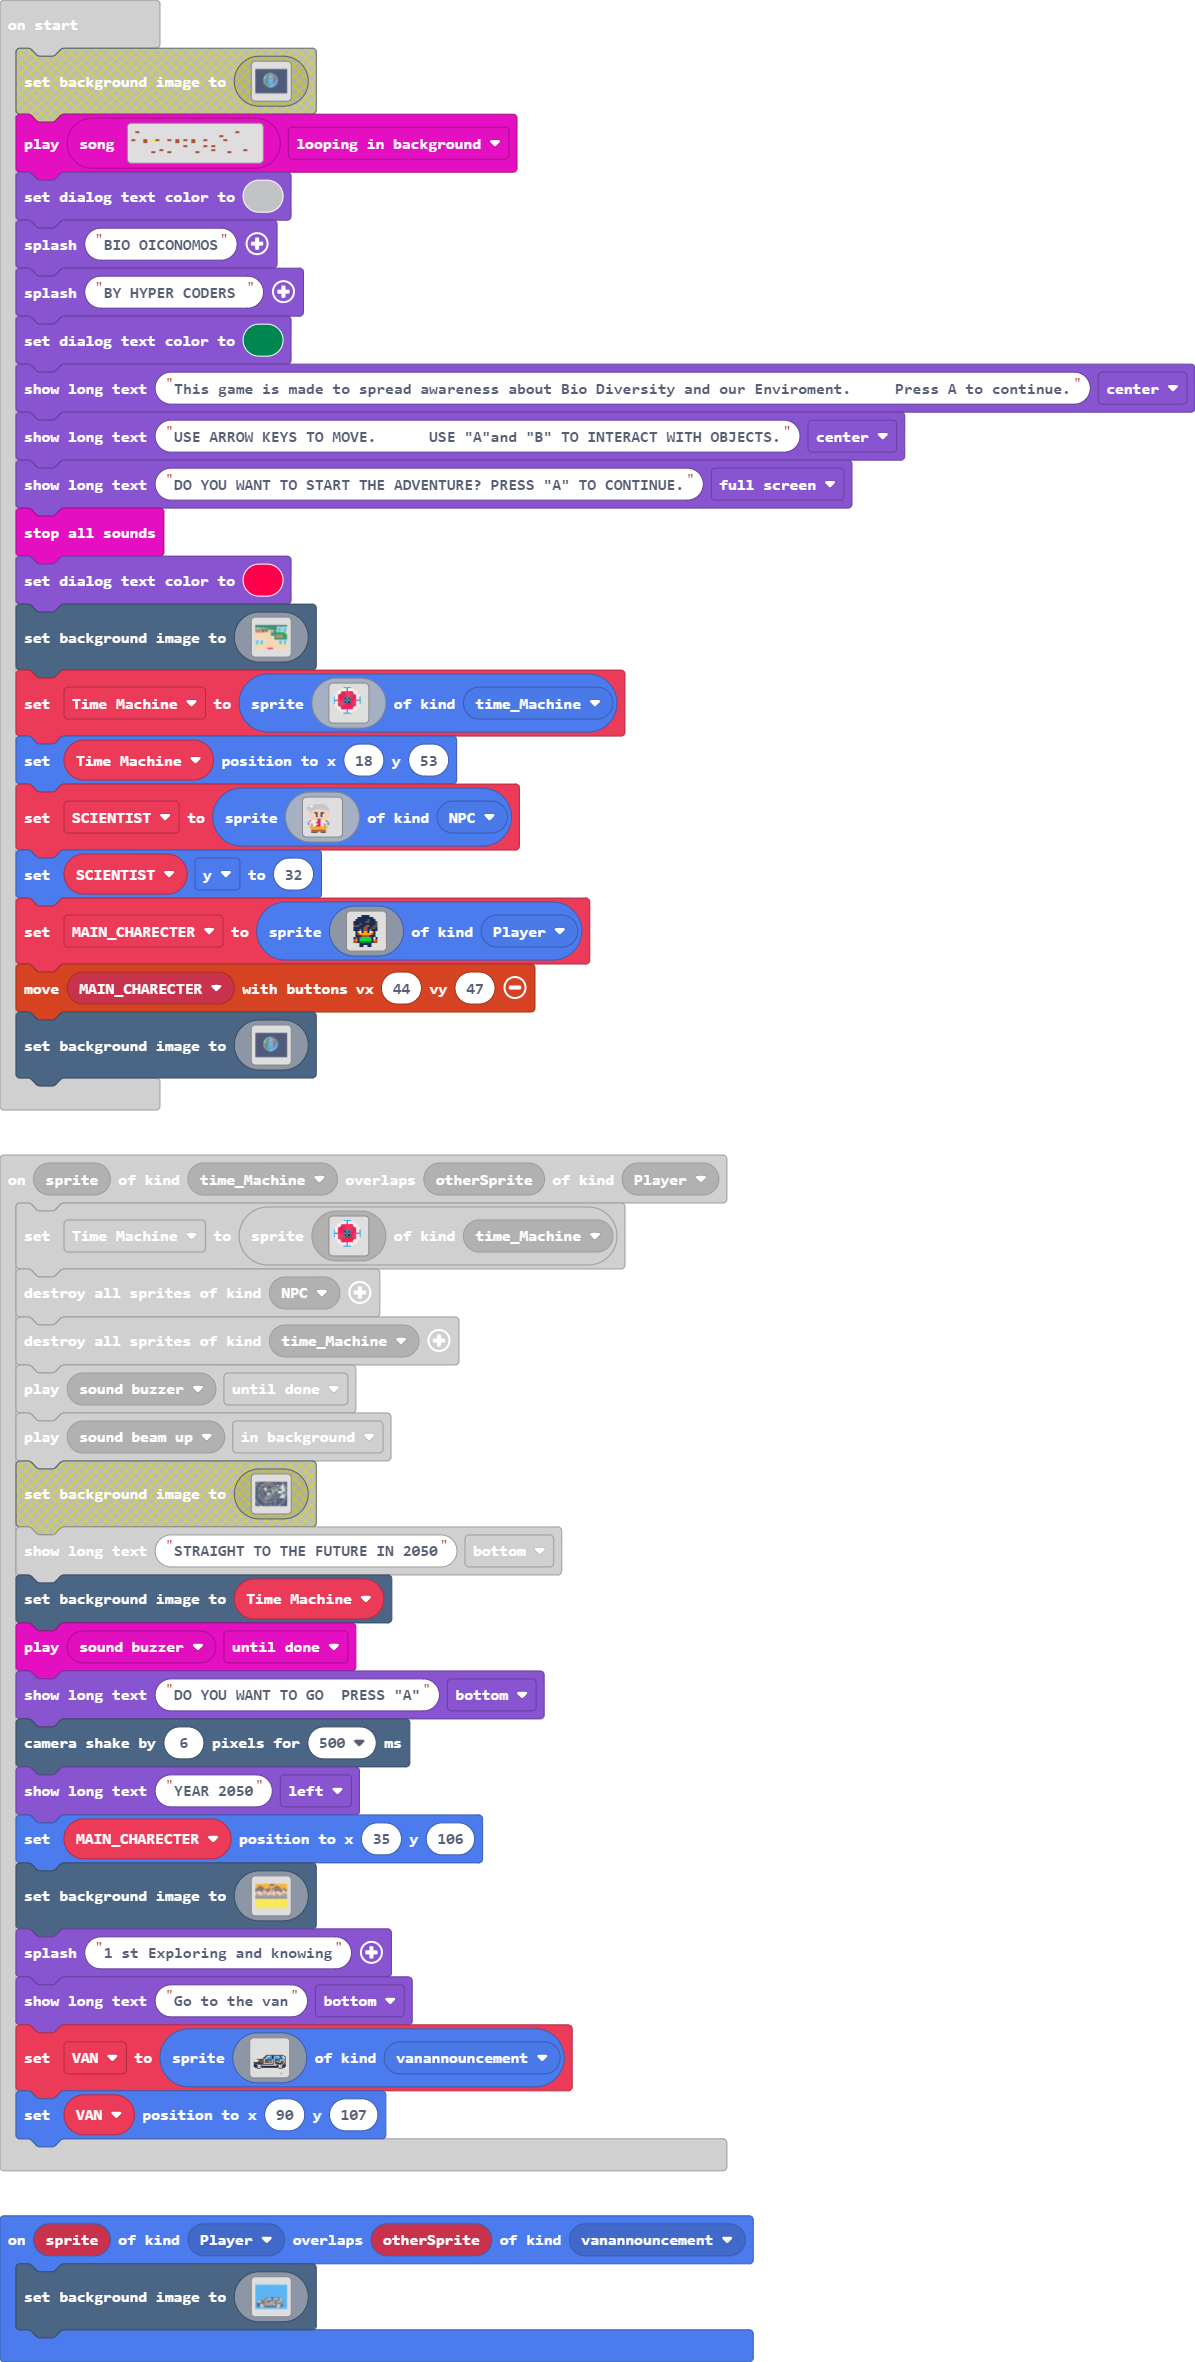 on start
set background image to
play song looping in background
set dialog text color to
splash "BIO OICONOMOS"
splash "BY HYPER CODERS "
set dialog text color to
show long text "This game is made to spread awareness about Bio Diversity and our Enviroment.     Press A to continue." center
show long text "USE ARROW KEYS TO MOVE.      USE "A"and "B" TO INTERACT WITH OBJECTS." center
show long text "DO YOU WANT TO START THE ADVENTURE? PRESS "A" TO CONTINUE." full screen
stop all sounds
set dialog text color to
set background image to
set Time Machine to sprite of kind time_Machine
set Time Machine position to x 18 y 53
set SCIENTIST to sprite of kind NPC
set SCIENTIST y to 32
set MAIN_CHARECTER to sprite of kind Player
move MAIN_CHARECTER with buttons vx 44 vy 47
set background image to
on sprite of kind time_Machine overlaps otherSprite of kind Player
set Time Machine to sprite of kind time_Machine
destroy all sprites of kind NPC
destroy all sprites of kind time_Machine
play sound buzzer until done
play sound beam up in background
set background image to
show long text "STRAIGHT TO THE FUTURE IN 2050" bottom
set background image to Time Machine
play sound buzzer until done
show long text "DO YOU WANT TO GO  PRESS "A"" bottom
camera shake by 6 pixels for 500 ms
show long text "YEAR 2050" left
set MAIN_CHARECTER position to x 35 y 106
set background image to
splash "1 st Exploring and knowing"
show long text "Go to the van" bottom
set VAN to sprite of kind vanannouncement
set VAN position to x 90 y 107
on sprite of kind Player overlaps otherSprite of kind vanannouncement
set background image to